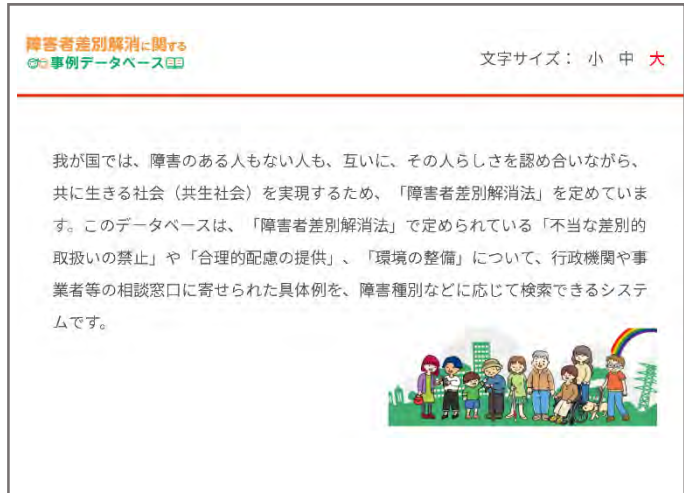 障害者差別解消に関する
事例データベース
文字サイズ： 小 中 大
我が国では、障害のある人もない人も、互いに、その人らしさを認め合いながら、
共に生きる社会（共生社会）を実現するため、「障害者差別解消法」を定めていま
す。このデータベースは、「障害者差別解消法」で定められている「不当な差別的
取扱いの禁止」や「合理的配慮の提供」、「環境の整備」について、行政機関や事
業者等の相談窓口に寄せられた具体例を、障害種別などに応じて検索できるシステ
ムです。